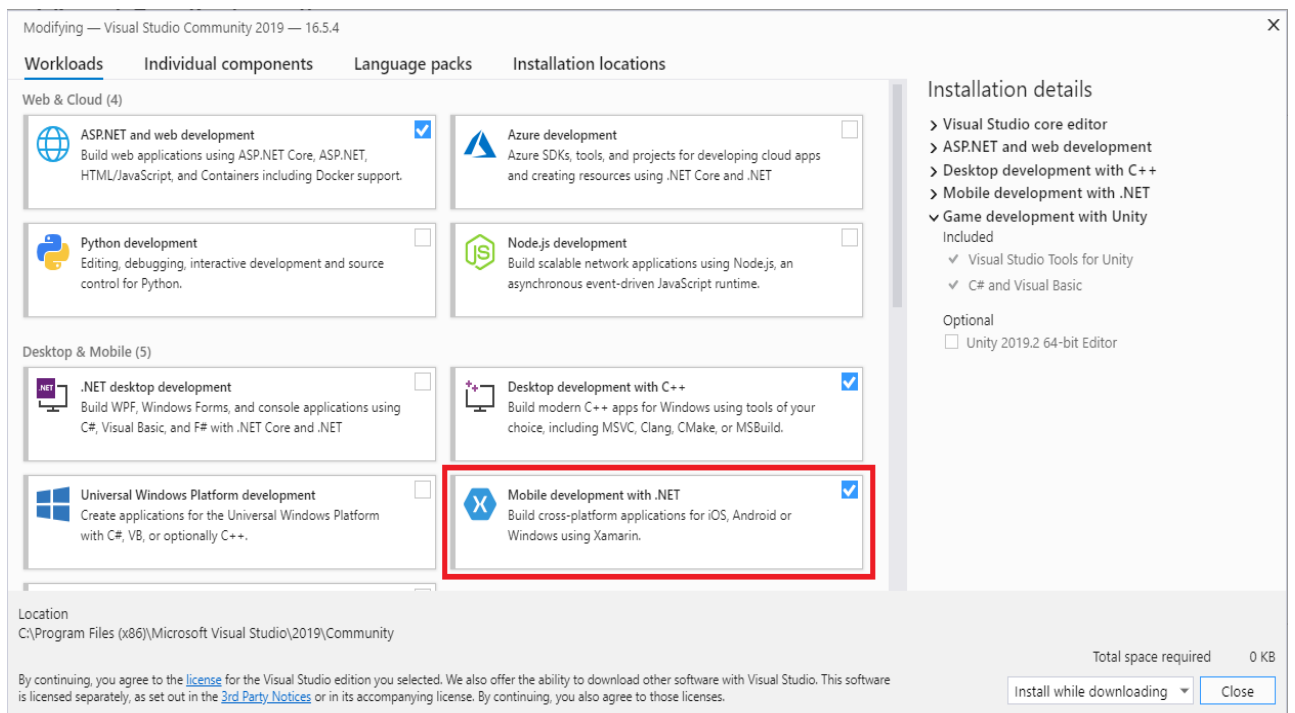 Modifying — Visual Studio Community 2019 — 16.5.4
X
Workloads
Individual components
Language packs
Installation locations
Web & Cloud (4)
ASP.NET and web development
Build web applications using ASP.NET Core, ASP.NET,
HTML/JavaScript, and Containers including Docker support.
Azure development
Azure SDKs, tools, and projects for developing cloud apps
and creating resources using .NET Core and .NET
Python development
Editing, debugging, interactive development and source
control for Python.
JS
Node.js development
Build scalable network applications using Node.js, an
asynchronous event-driven JavaScript runtime.
Desktop & Mobile (5)
.NET
.NET desktop development
Build WPF, Windows Forms, and console applications using
C#, Visual Basic, and F# with .NET Core and .NET
++
Desktop development with C++
Build modern C++ apps for Windows using tools of your
choice, including MSVC, Clang, CMake, or MSBuild.
Universal Windows Platform development
Create applications for the Universal Windows Platform
with C#, VB, or optionally C++.
X
Mobile development with .NET
Build cross-platform applications for iOS, Android or
Windows using Xamarin.
Installation details
Visual Studio core editor
ASP.NET and web development
Desktop development with C++
Mobile development with .NET
Game development with Unity
Included
Visual Studio Tools for Unity
C# and Visual Basic
Optional
Unity 2019.2 64-bit Editor
Location
C:\Program Files (x86)\Microsoft Visual Studio\2019\Community
Total space required 0 KB
By continuing, you agree to the license for the Visual Studio edition you selected. We also offer the ability to download other software with Visual Studio. This software
is licensed separately, as set out in the 3rd Party Notices or in its accompanying license. By continuing, you also agree to those licenses.
Install while downloading
Close